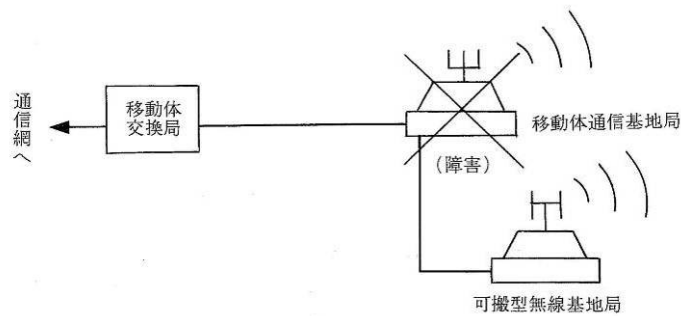 通信網へ
移動体
交換局
移動体通信基地局
(障害)
可搬型無線基地局